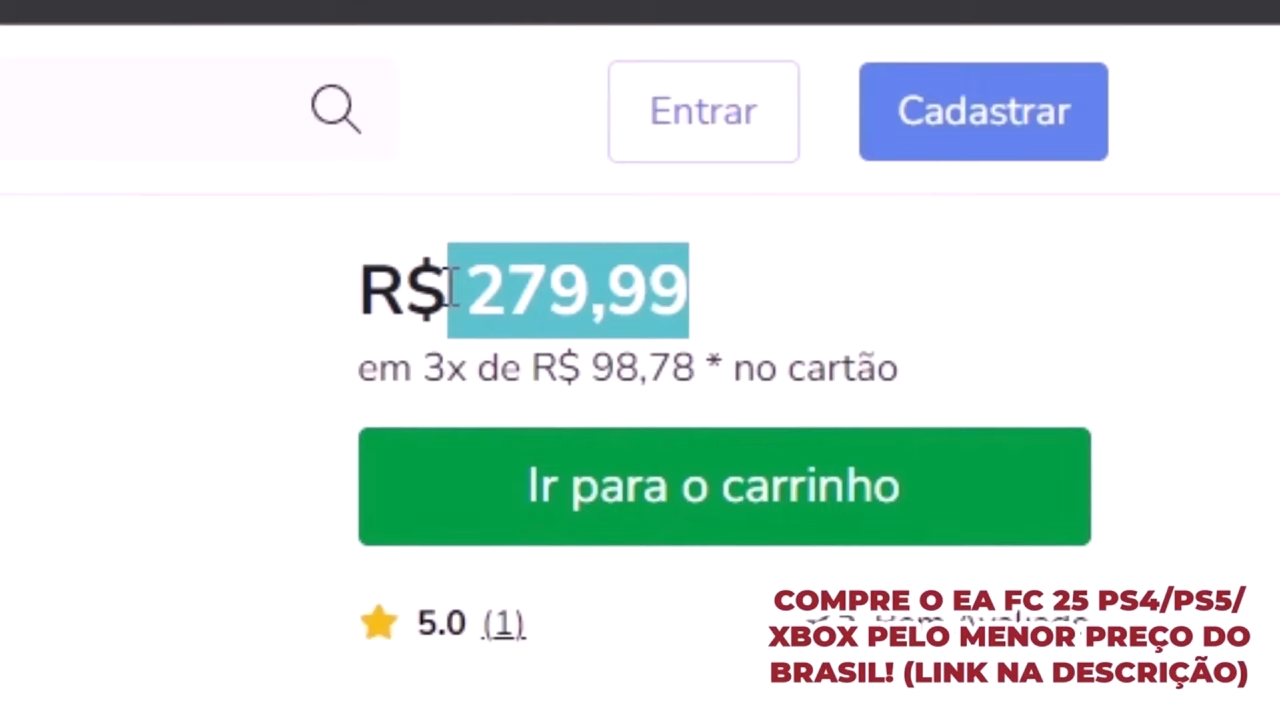 Entrar
Cadastrar
R$ 279,99
em 3x de R$ 98,78 * no cartão
Ir para o carrinho
5.0 (1)
COMPRE O EA FC 25 PS4/PS5/
XBOX PELO MENOR PREÇO DO
BRASIL! (LINK NA DESCRIÇÃO)